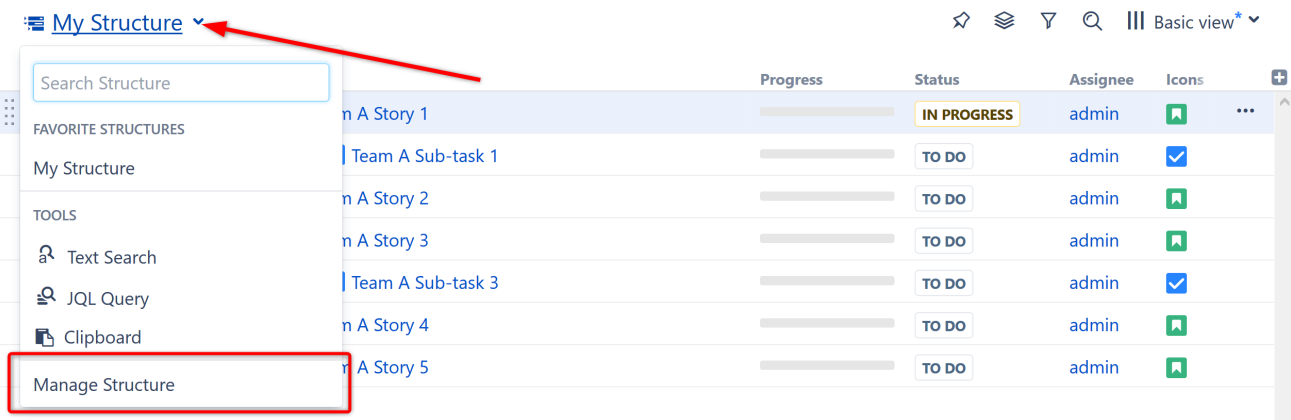 My Structure
Basic view*
Search Structure
Progress Status Assignee Icons
FAVORITE STRUCTURES
My Structure
TOOLS
Text Search
JQL Query
Clipboard
Manage Structure
A Story 1 IN PROGRESS admin
Team A Sub-task 1 TO DO admin
A Story 2 TO DO admin
A Story 3 TO DO admin
Team A Sub-task 3 TO DO admin
A Story 4 TO DO admin
A Story 5 TO DO admin